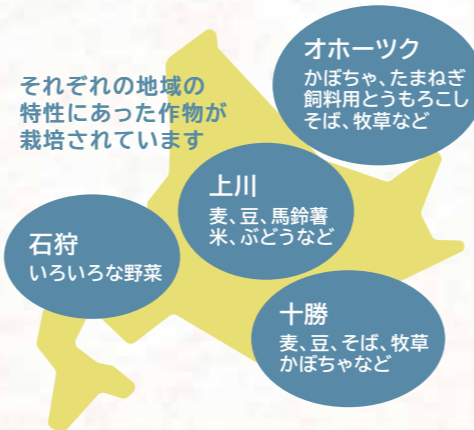 それぞれの地域の
特性にあった作物が
栽培されています
オホーツク
かぼちゃ、たまねぎ
飼料用とうもろこし
そば、牧草など
上川
麦、豆、馬鈴薯
米、ぶどうなど
石狩
いろいろな野菜
十勝
麦、豆、そば、牧草
かぼちゃなど